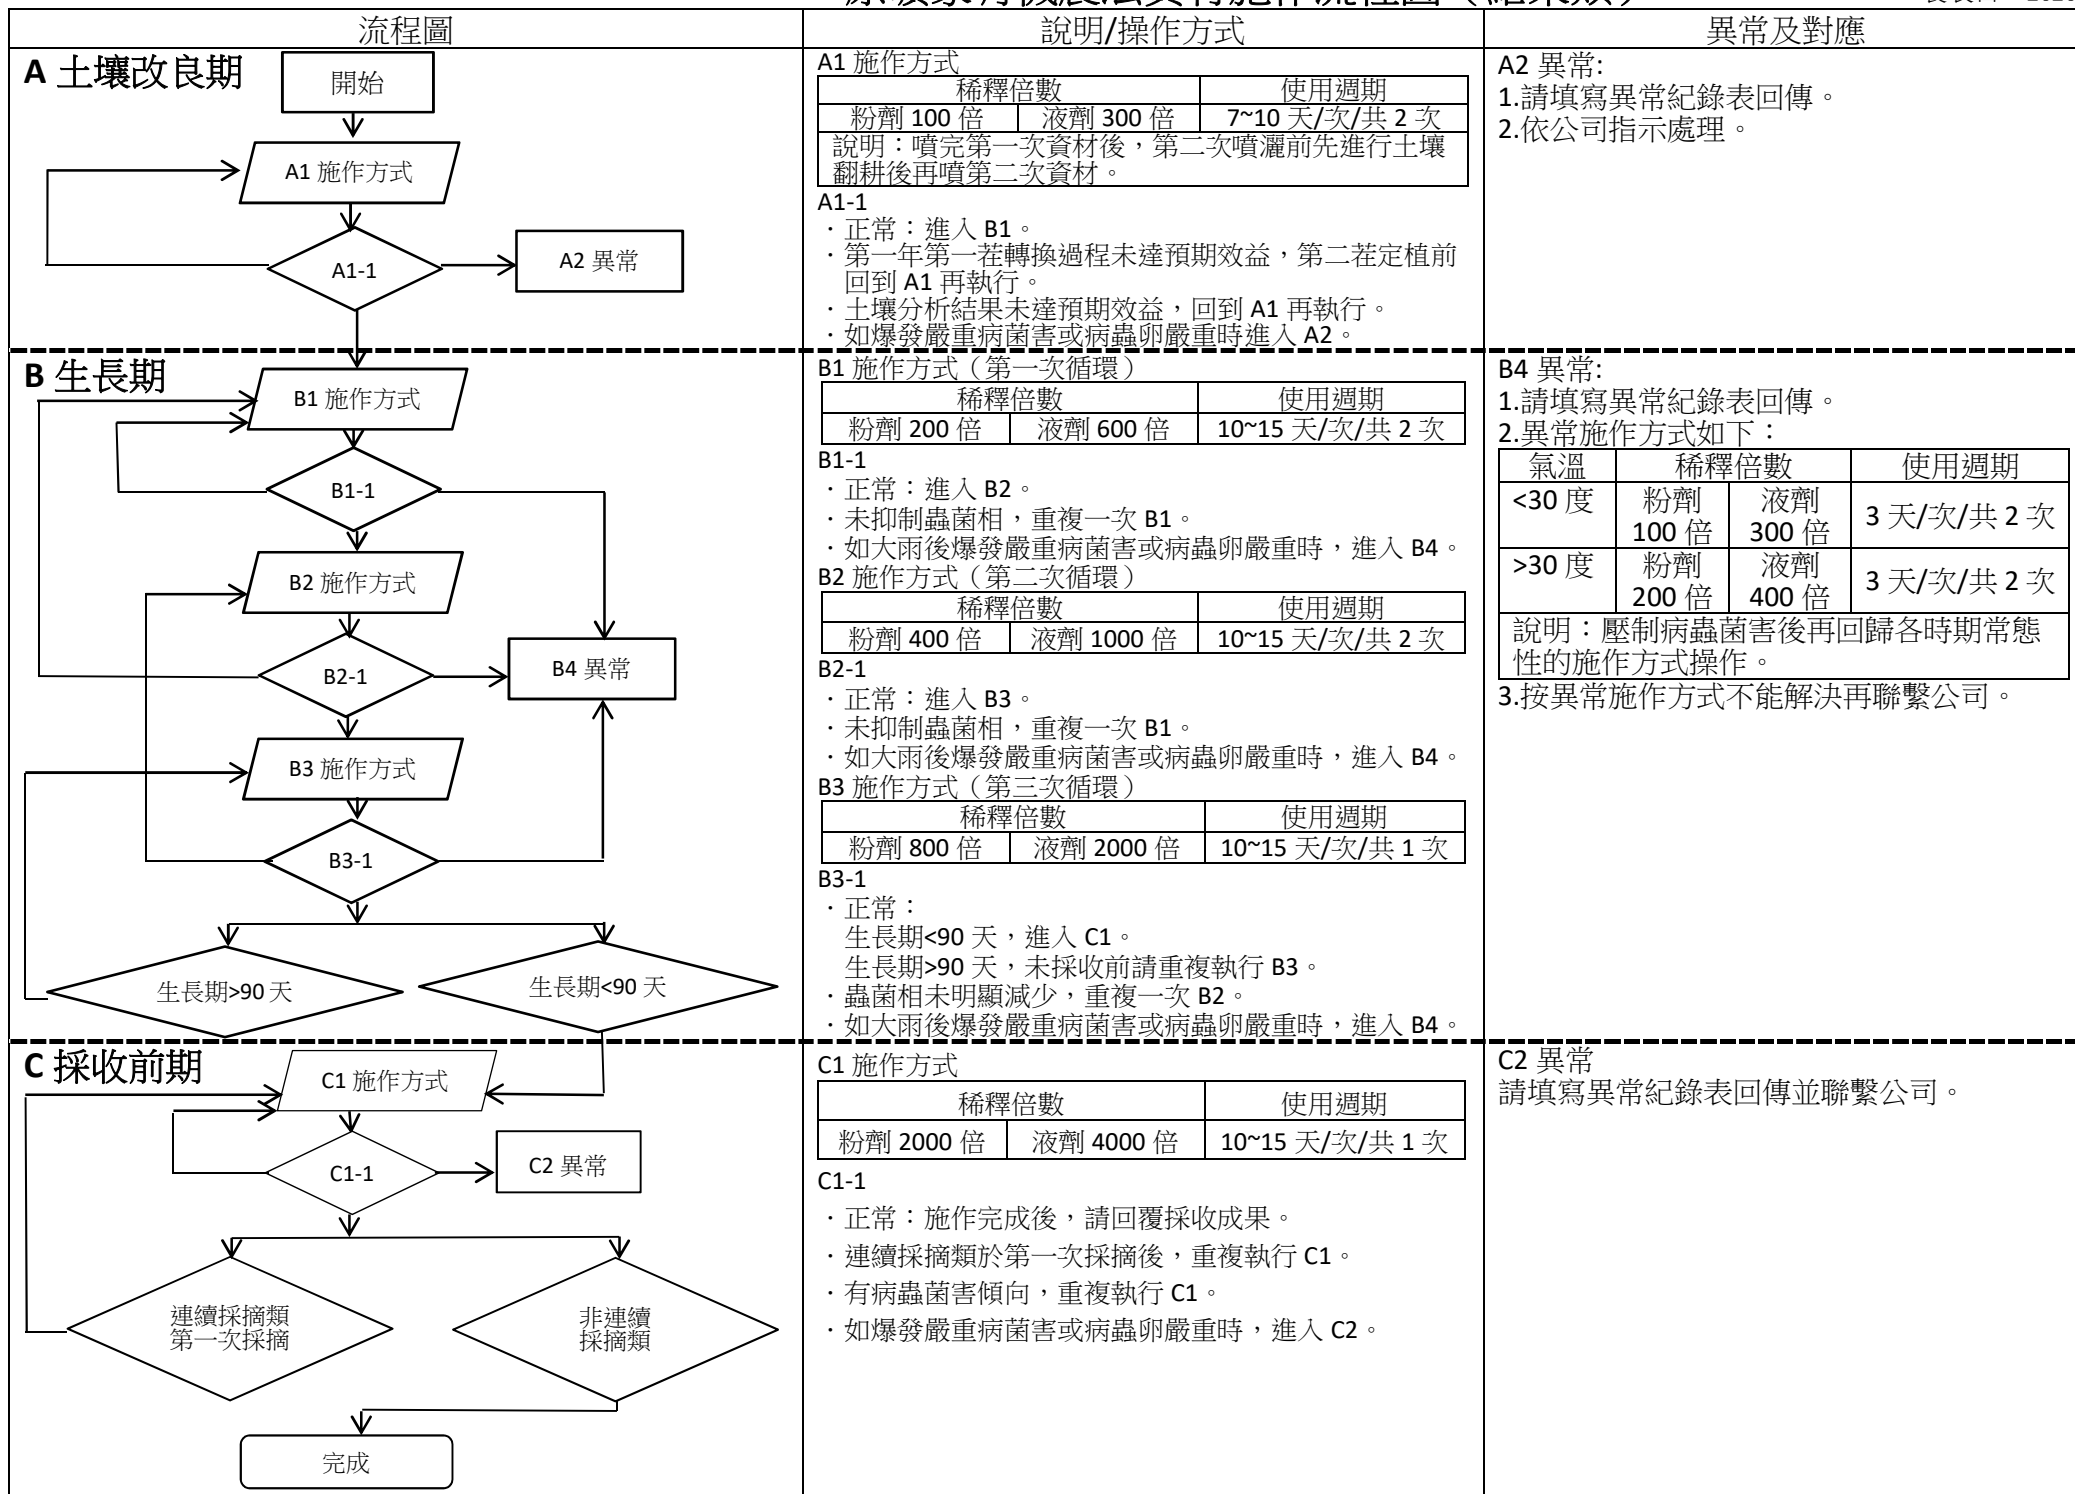 流程圖
說明/操作方式
異常及對應
A 土壤改良期
開始
A1 施作方式
A1-1
A2 異常
A1 施作方式
稀釋倍數 使用週期
粉劑 100 倍 液劑 300 倍 7~10 天/次/共 2 次
說明：噴完第一次資材後，第二次噴灑前先進行土壤
翻耕後再噴第二次資材。
A1-1
．正常：進入 B1。
．第一年第一茬轉換過程未達預期效益，第二茬定植前
回到 A1 再執行。
．土壤分析結果未達預期效益，回到 A1 再執行。
．如爆發嚴重病菌害或病蟲卵嚴重時進入 A2。
A2 異常:
1.請填寫異常紀錄表回傳。
2.依公司指示處理。
B 生長期
B1 施作方式
B1-1
B2 施作方式
B2-1
B4 異常
B3 施作方式
B3-1
生長期>90 天
生長期<90 天
B1 施作方式（第一次循環）
稀釋倍數 使用週期
粉劑 200 倍 液劑 600 倍 10~15 天/次/共 2 次
B1-1
．正常：進入 B2。
．未抑制蟲菌相，重複一次 B1。
．如大雨後爆發嚴重病菌害或病蟲卵嚴重時，進入 B4。
B2 施作方式（第二次循環）
稀釋倍數 使用週期
粉劑 400 倍 液劑 1000 倍 10~15 天/次/共 2 次
B2-1
．正常：進入 B3。
．未抑制蟲菌相，重複一次 B1。
．如大雨後爆發嚴重病菌害或病蟲卵嚴重時，進入 B4。
B3 施作方式（第三次循環）
稀釋倍數 使用週期
粉劑 800 倍 液劑 2000 倍 10~15 天/次/共 1 次
B3-1
．正常：
生長期<90 天，進入 C1。
生長期>90 天，未採收前請重複執行 B3。
．蟲菌相未明顯減少，重複一次 B2。
．如大雨後爆發嚴重病菌害或病蟲卵嚴重時，進入 B4。
B4 異常:
1.請填寫異常紀錄表回傳。
2.異常施作方式如下：
氣溫 稀釋倍數 使用週期
<30 度 粉劑 液劑 3 天/次/共 2 次
100 倍 300 倍
>30 度 粉劑 液劑 3 天/次/共 2 次
200 倍 400 倍
說明：壓制病蟲菌害後再回歸各時期常態
性的施作方式操作。
3.按異常施作方式不能解決再聯繫公司。
C 採收前期
C1 施作方式
C1-1
C2 異常
連續採摘類
第一次採摘
非連續
採摘類
完成
C1 施作方式
稀釋倍數 使用週期
粉劑 2000 倍 液劑 4000 倍 10~15 天/次/共 1 次
C1-1
．正常：施作完成後，請回覆採收成果。
．連續採摘類於第一次採摘後，重複執行 C1。
．有病蟲菌害傾向，重複執行 C1。
．如爆發嚴重病菌害或病蟲卵嚴重時，進入 C2。
C2 異常
請填寫異常紀錄表回傳並聯繫公司。